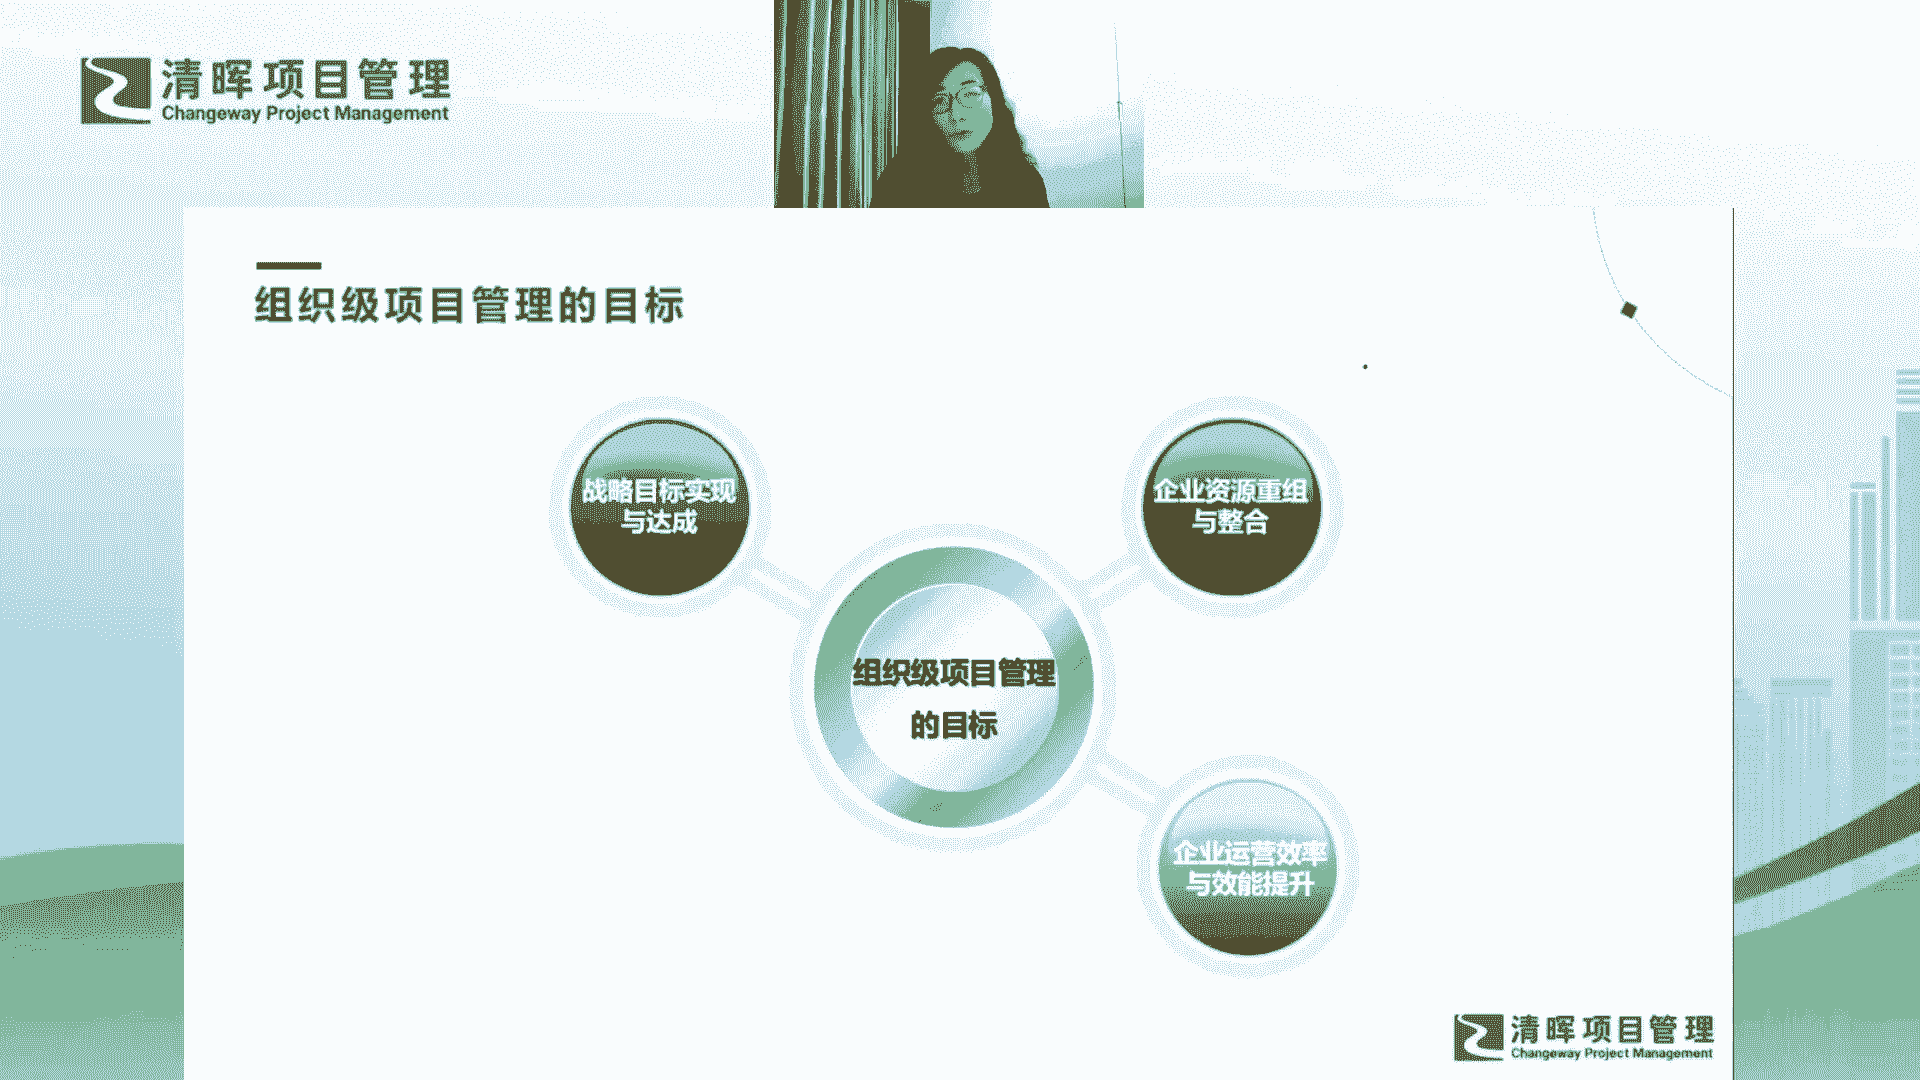 清晖项目管理
Changeway Project Management
组织级项目管理的目标
战略目标实现
与达成
企业资源重组
与整合
组织级项目管理
的目标
企业运营效率
与效能提升
清晖项目管理
Changeway Project Management